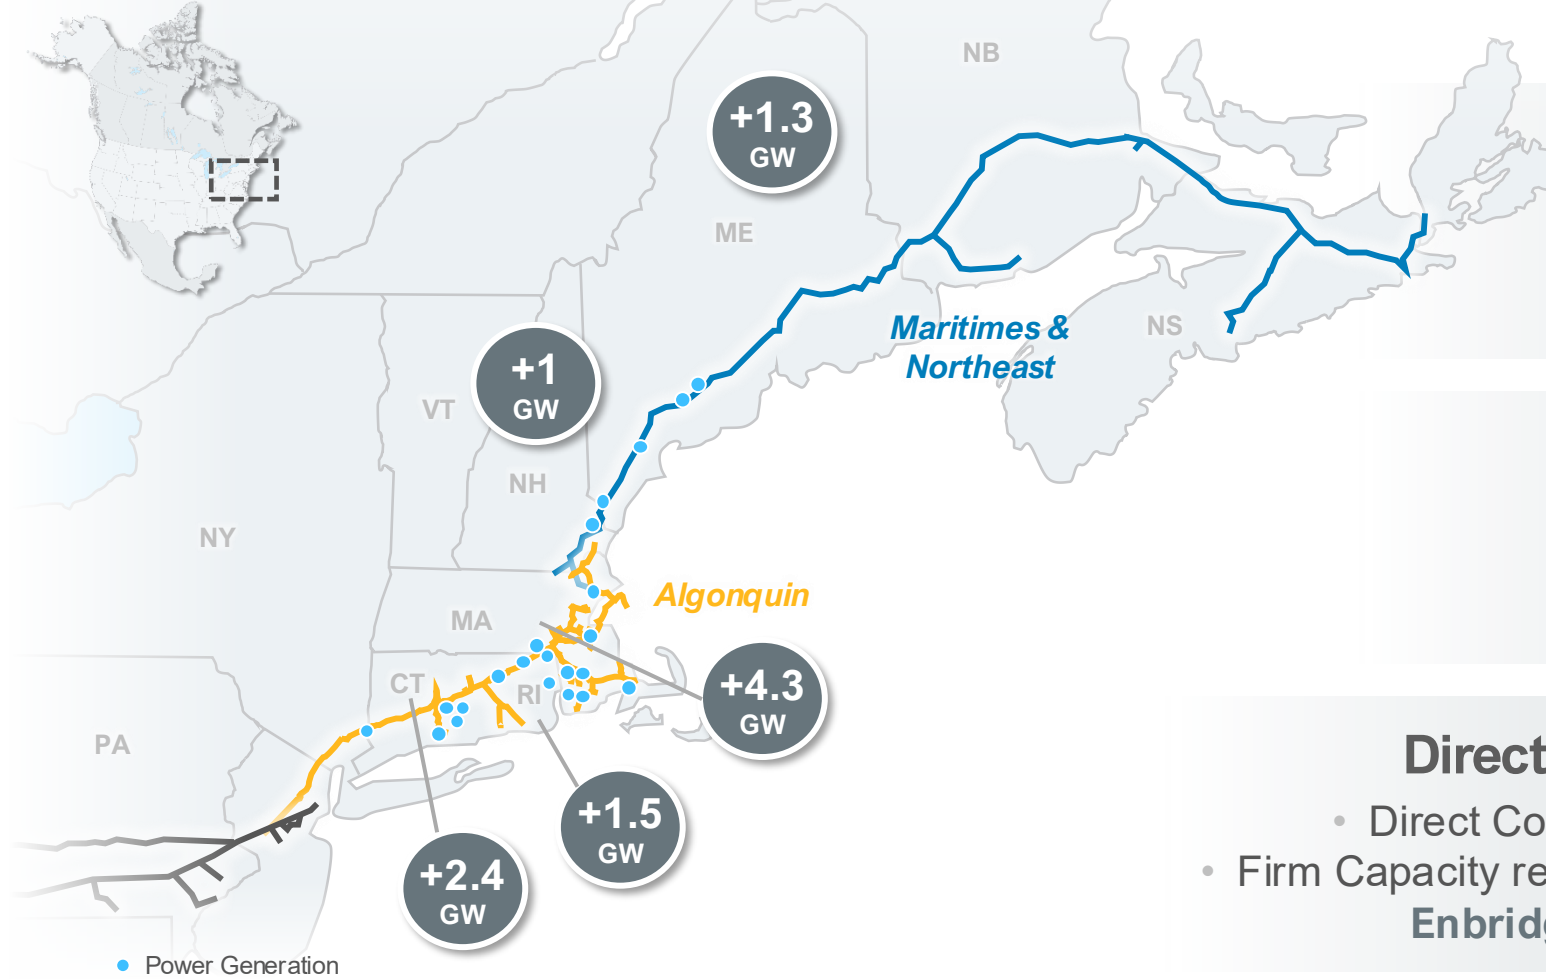 NB
+1.3
GW
ME
Maritimes &
Northeast
NS
+1
GW
VT
NH
NY
Algonquin
MA
CT
RI
+4.3
GW
PA
+1.5
GW
+2.4
GW
Power Generation
Direct
• Direct Co
• Firm Capacity re
Enbridg